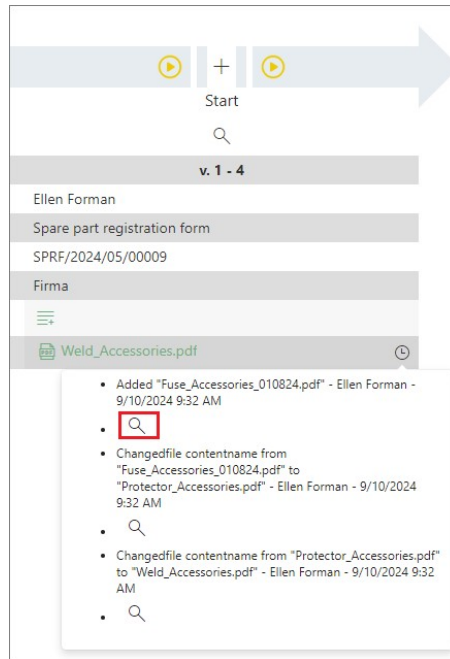 Start
v. 1 - 4
Ellen Forman
Spare part registration form
SPRF/2024/05/00009
Firma
Weld_Accessories.pdf
Added "Fuse_Accessories_010824.pdf" - Ellen Forman -
9/10/2024 9:32 AM
Changedfile contentname from
"Fuse_Accessories_010824.pdf" to
"Protector_Accessories.pdf" - Ellen Forman - 9/10/2024
9:32 AM
Changedfile contentname from "Protector_Accessories.pdf"
to "Weld_Accessories.pdf" - Ellen Forman - 9/10/2024 9:32
AM